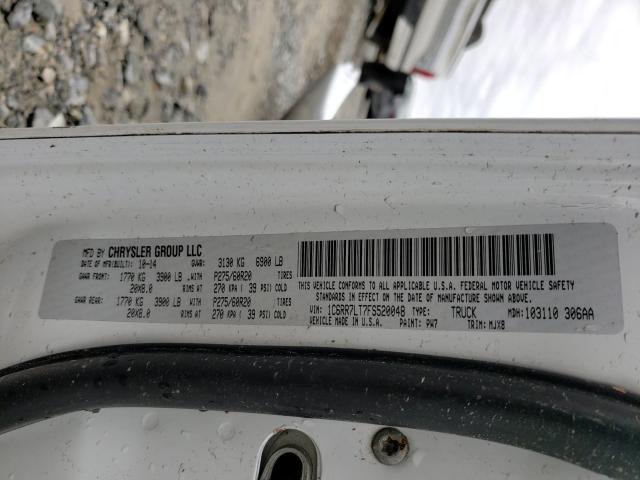 MFD BY CHRYSLER GROUP LLC
DATE OF MFR(BUILT): 10-14 GVWR: 3130 KG 6900 LB
GAWR FRONT: 1770 KG 3900 LB .WITH P275/60R20 TIRES
20X8.0 RIMS AT 270 KPA ( 39 PSI) COLD
GAWR REAR: 1770 KG 3900 LB .WITH P275/60R20 TIRES
20X8.0 RIMS AT 270 KPA ( 39 PSI) COLD
THIS VEHICLE CONFORMS TO ALL APPLICABLE U.S.A. FEDERAL MOTOR VEHICLE SAFETY
STANDARDS IN EFFECT ON THE DATE OF MANUFACTURE SHOWN ABOVE.
VIN: 1C6RR7LT7FS520048 TYPE: TRUCK MDH: 103110 306AA
VEHICLE MADE IN U.S.A. PAINT: PW7 TRIM: MJX8